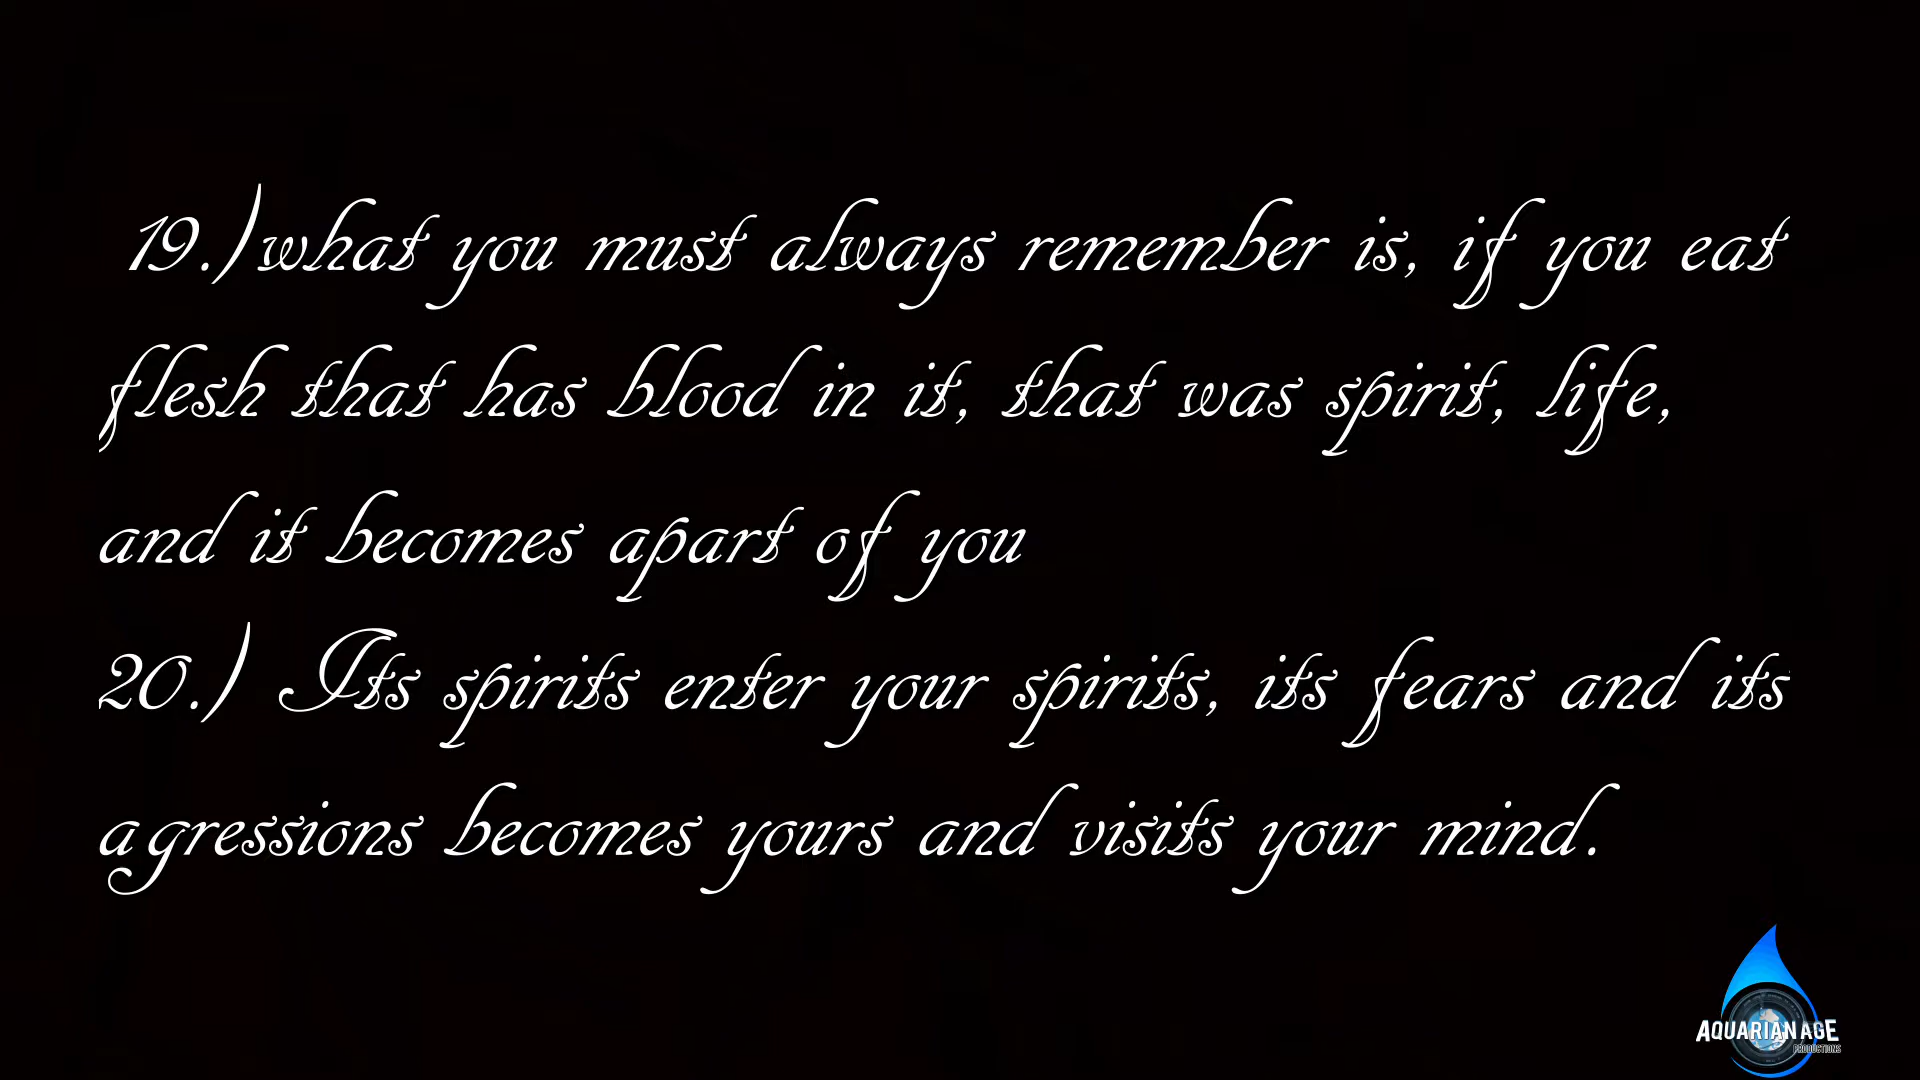 19.)what you must always remember is, if you eat
flesh that has blood in it, that was spirit, life,
and it becomes apart of you
20.) Its spirits enter your spirits, its fears and its
agressions becomes yours and visits your mind.
AQUARIAN AGE
PRODUCTIONS